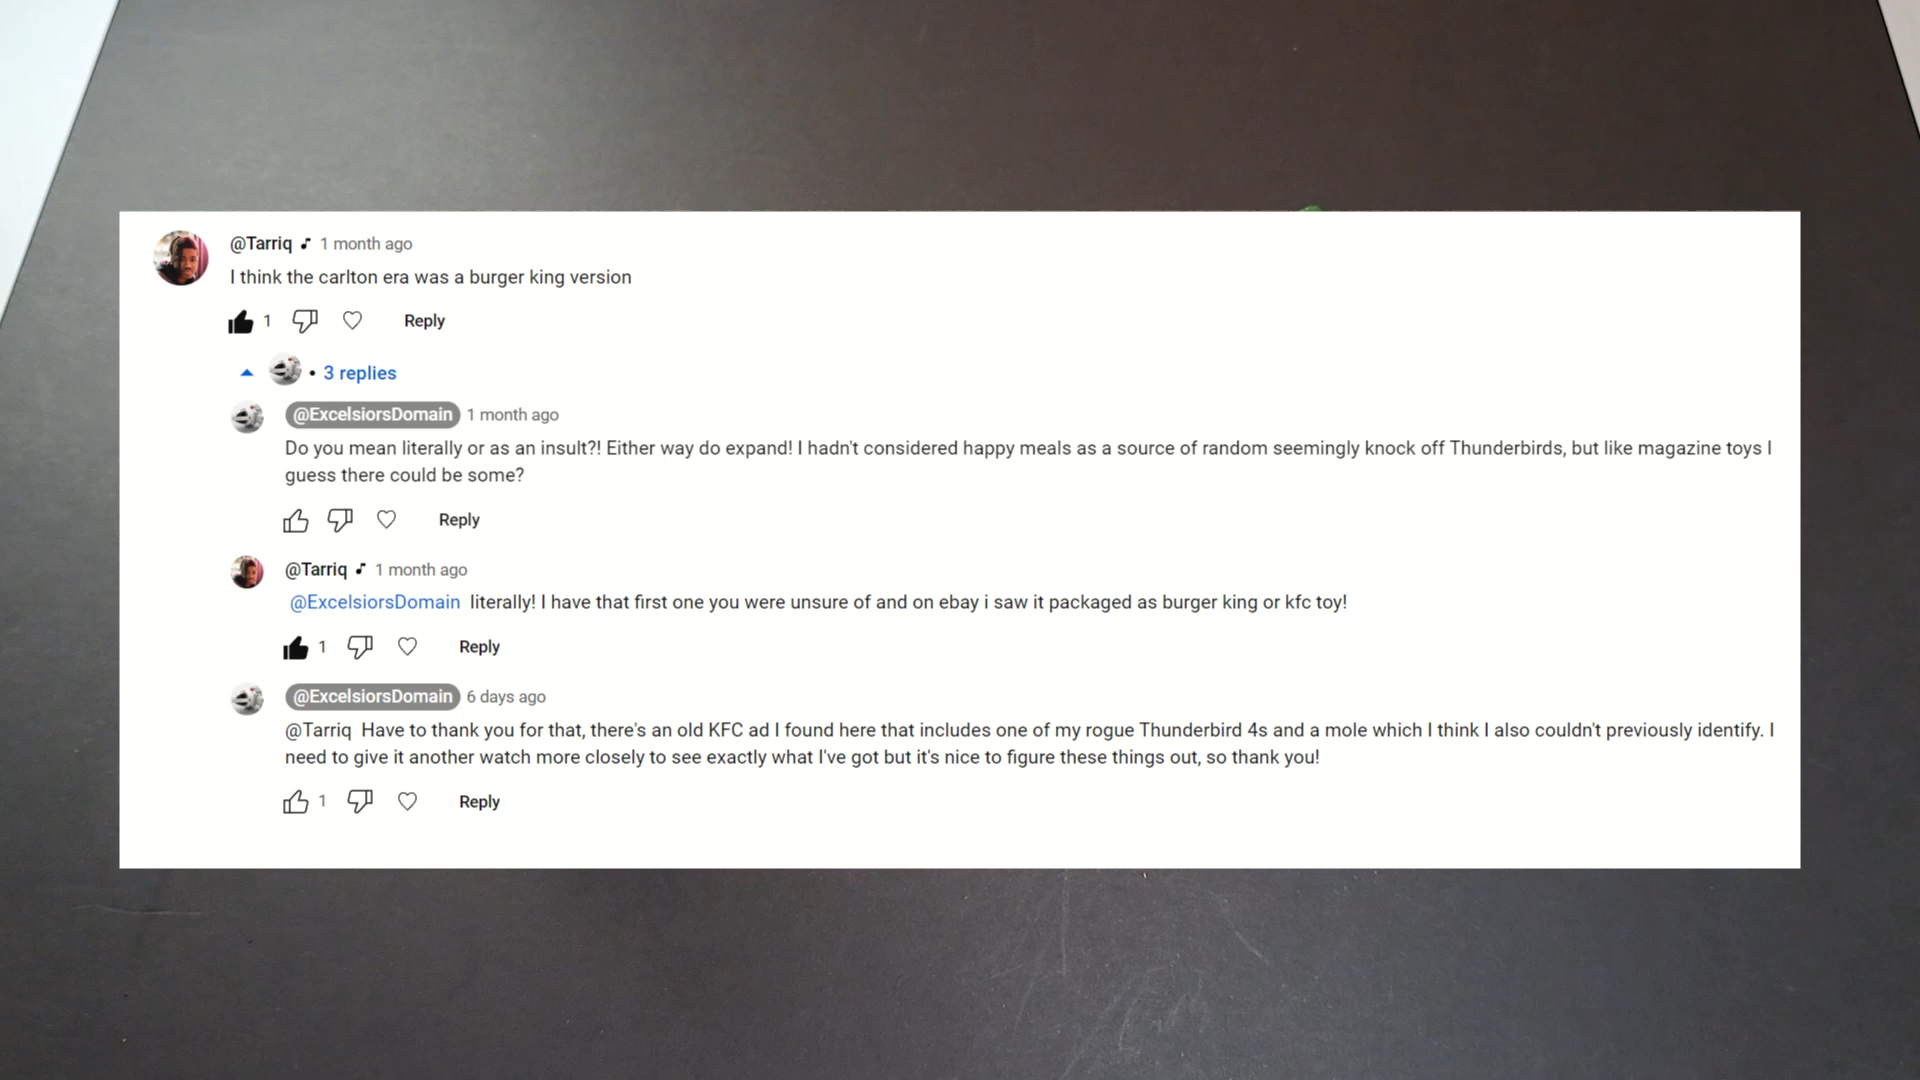 @Tarriq 1 month ago
I think the carlton era was a burger king version
1 Reply
• 3 replies
@ExcelsiorsDomain 1 month ago
Do you mean literally or as an insult?! Either way do expand! I hadn't considered happy meals as a source of random seemingly knock off Thunderbirds, but like magazine toys I
guess there could be some?
Reply
@Tarriq 1 month ago
@ExcelsiorsDomain literally! I have that first one you were unsure of and on ebay i saw it packaged as burger king or kfc toy!
1 Reply
@ExcelsiorsDomain 6 days ago
@Tarriq Have to thank you for that, there's an old KFC ad I found here that includes one of my rogue Thunderbird 4s and a mole which I think I also couldn't previously identify. I
need to give it another watch more closely to see exactly what I've got but it's nice to figure these things out, so thank you!
1 Reply